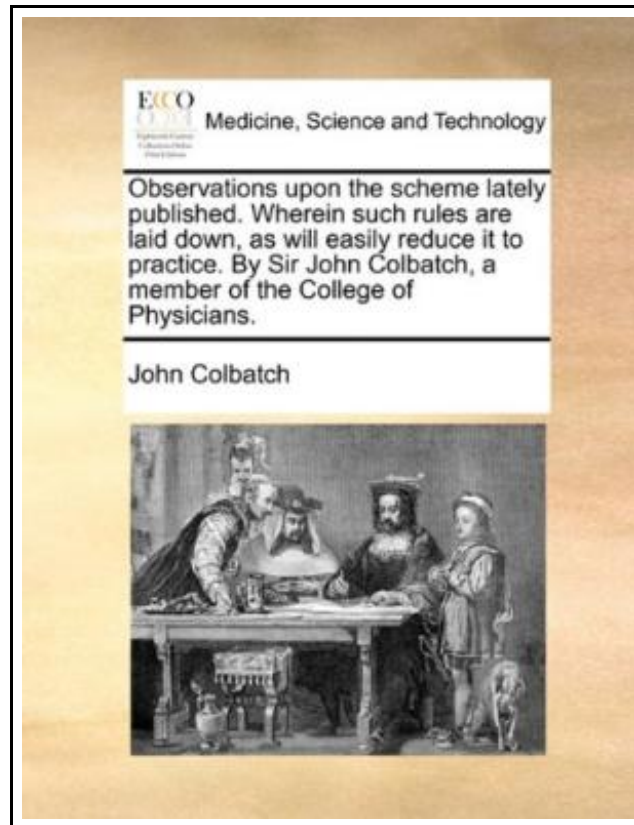 ECCO
Medicine, Science and Technology
Observations upon the scheme lately
published. Wherein such rules are
laid down, as will easily reduce it to
practice. By Sir John Colbatch, a
member of the College of
Physicians.
John Colbatch